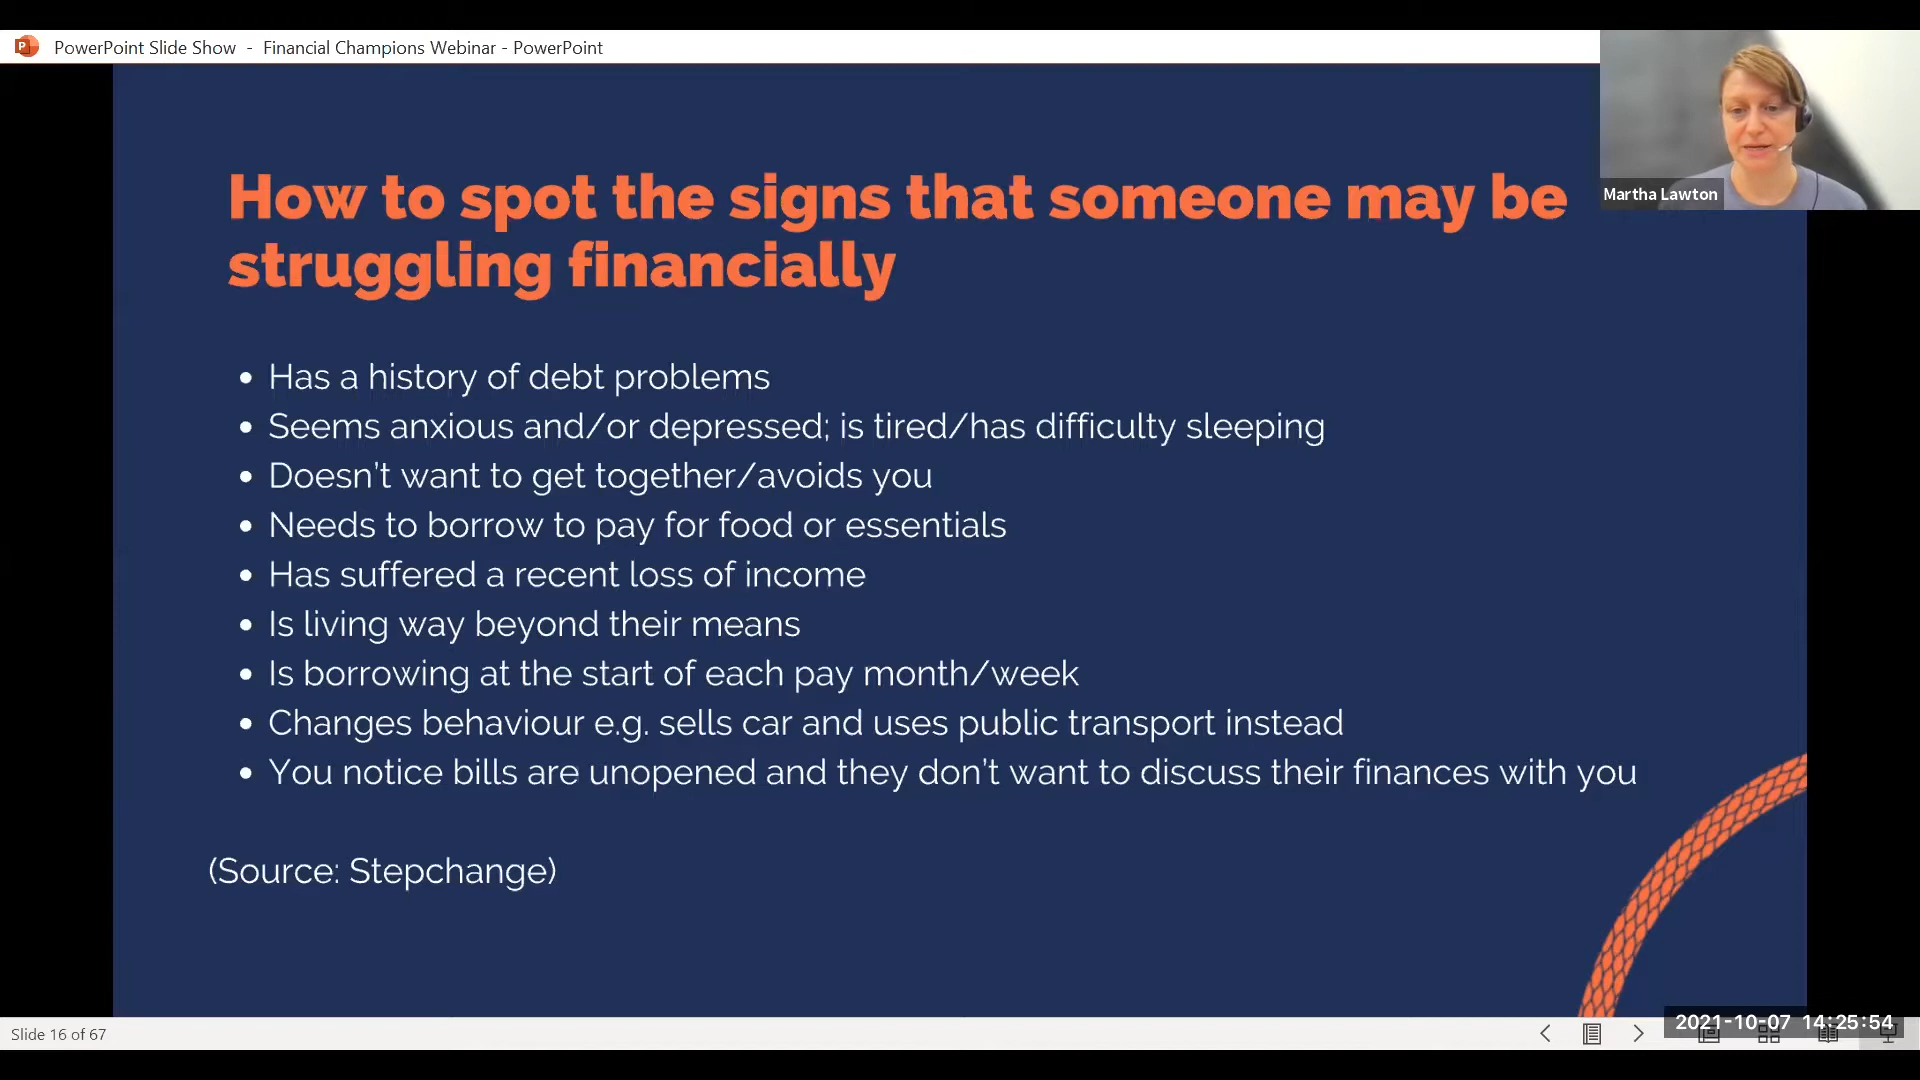 PowerPoint Slide Show - Financial Champions Webinar - PowerPoint
Martha Lawton
How to spot the signs that someone may be
struggling financially
• Has a history of debt problems
• Seems anxious and/or depressed; is tired/has difficulty sleeping
• Doesn't want to get together/avoids you
• Needs to borrow to pay for food or essentials
• Has suffered a recent loss of income
• Is living way beyond their means
• Is borrowing at the start of each pay month/week
• Changes behaviour e.g. sells car and uses public transport instead
• You notice bills are unopened and they don't want to discuss their finances with you
(Source: Stepchange)
Slide 16 of 67
2021-10-07 14:25:54